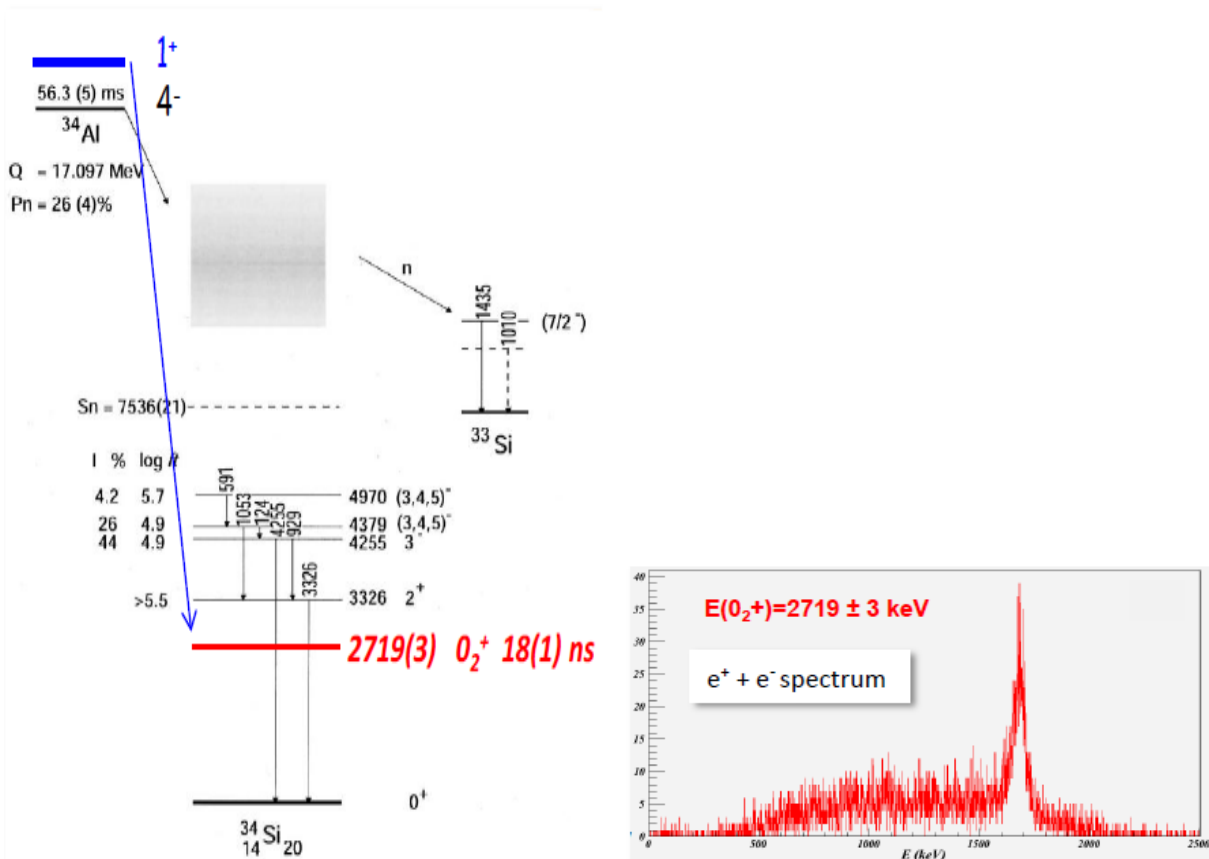 1⁺
56.3 (5) ms
4⁻
³⁴Al
Q = 17.097 MeV
Pn = 26 (4)%
n
1435
1010
(7/2⁻)
³³Si
Sn = 7536(21)
I % log ft
591
4.2 5.7
4970 (3,4,5)⁻
1053
124
4255
929
26 4.9
4379 (3,4,5)⁻
44 4.9
4255 3⁻
3326
>5.5
3326 2⁺
2719(3) 0₂⁺ 18(1) ns
0⁺
³⁴₁₄Si₂₀
E(0₂+)=2719 ± 3 keV
e⁺ + e⁻ spectrum
40
35
30
25
20
15
10
5
0
0 500 1000 1500 2000 2500
E (keV)